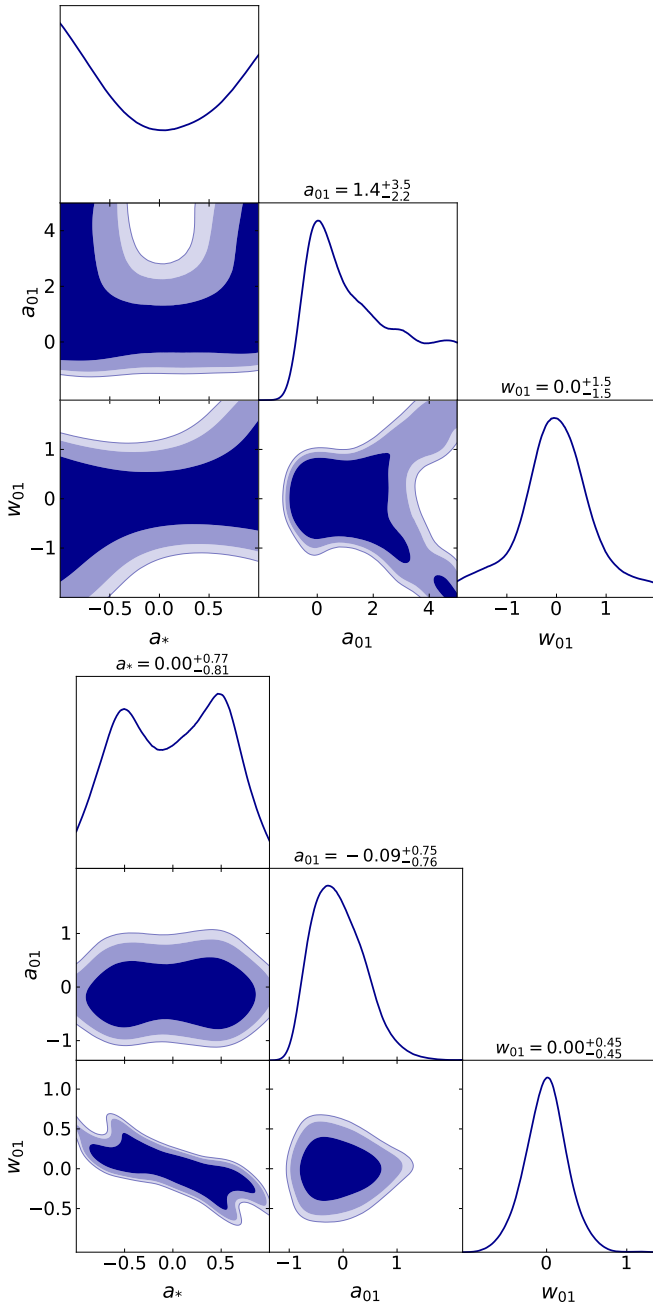 a₀₁ = 1.4⁺³·⁵₋₂.₂
4
2
0
a₀₁
w₀₁ = 0.0⁺¹·⁵₋₁.₅
1
0
−1
w₀₁
−0.5 0.0 0.5
0 2 4
−1 0 1
a* a₀₁ w₀₁
a* = 0.00⁺⁰·⁷⁷₋₀.₈₁
a₀₁ = −0.09⁺⁰·⁷⁵₋₀.₇₆
1
0
−1
a₀₁
w₀₁ = 0.00⁺⁰·⁴⁵₋₀.₄₅
1.0
0.5
0.0
−0.5
w₀₁
−0.5 0.0 0.5
−1 0 1
0 1
a* a₀₁ w₀₁